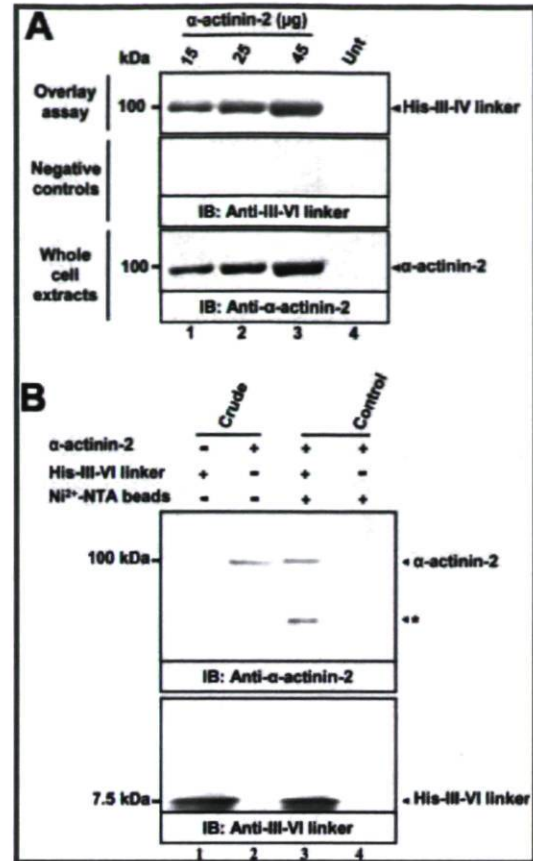 A
α-actinin-2 (µg)
kDa 15 25 45 Unt
Overlay assay 100 His-III-IV linker
Negative controls
IB: Anti-III-VI linker
Whole cell extracts 100 α-actinin-2
IB: Anti-α-actinin-2
1 2 3 4
B
Crude Control
α-actinin-2 - + + +
His-III-VI linker + - + -
Ni²⁺-NTA beads - - + +
100 kDa α-actinin-2
*
IB: Anti-α-actinin-2
7.5 kDa His-III-VI linker
IB: Anti-III-VI linker
1 2 3 4